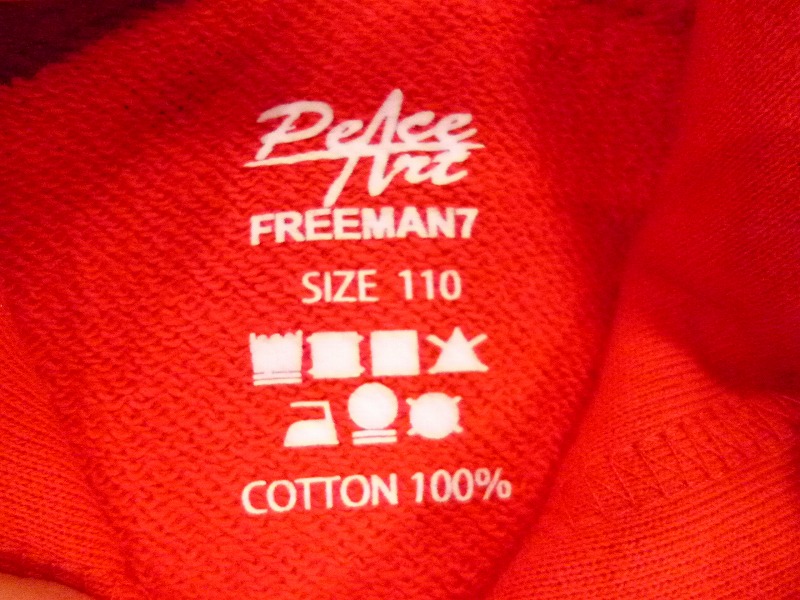 PeAce
Art
FREEMAN7
SIZE 110
COTTON 100%